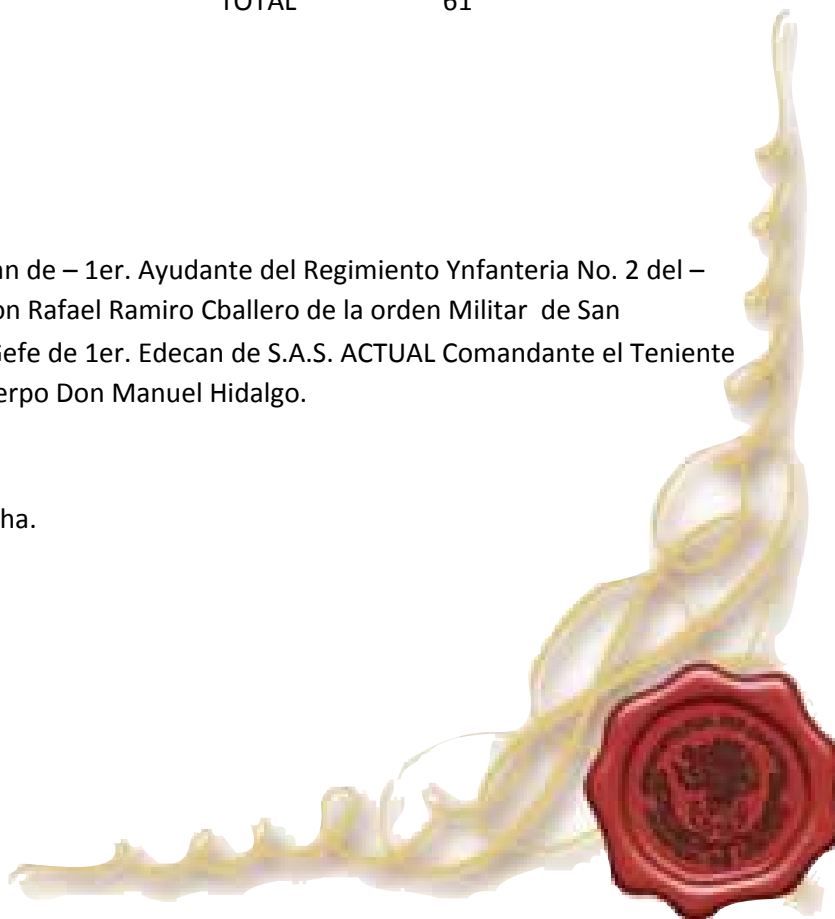 TOTAL 61
an de – 1er. Ayudante del Regimiento Ynfanteria No. 2 del –
on Rafael Ramiro Cballero de la orden Militar de San
Gefe de 1er. Edecan de S.A.S. ACTUAL Comandante el Teniente
erpo Don Manuel Hidalgo.
ha.